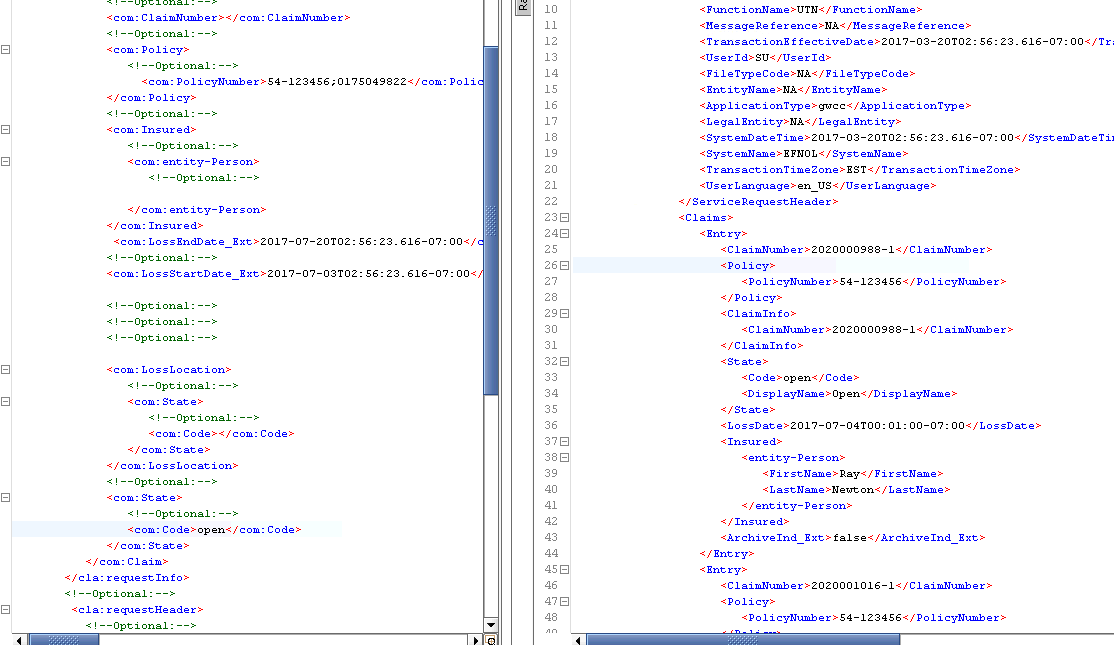 <!--Optional:-->
<com:ClaimNumber></com:ClaimNumber>
<!--Optional:-->
<com:Policy>
<!--Optional:-->
<com:PolicyNumber>54-123456;0175049822</com:Polic
</com:Policy>
<!--Optional:-->
<com:Insured>
<!--Optional:-->
<com:entity-Person>
<!--Optional:-->
</com:entity-Person>
</com:Insured>
<com:LossEndDate_Ext>2017-07-20T02:56:23.616-07:00</c
<!--Optional:-->
<com:LossStartDate_Ext>2017-07-03T02:56:23.616-07:00</
<!--Optional:-->
<!--Optional:-->
<!--Optional:-->
<com:LossLocation>
<!--Optional:-->
<com:State>
<!--Optional:-->
<com:Code></com:Code>
</com:State>
</com:LossLocation>
<!--Optional:-->
<com:State>
<!--Optional:-->
<com:Code>open</com:Code>
</com:State>
</com:Claim>
</cla:requestInfo>
<!--Optional:-->
<cla:requestHeader>
<!--Optional:-->
Ra
10 <FunctionName>UTN</FunctionName>
11 <MessageReference>NA</MessageReference>
12 <TransactionEffectiveDate>2017-03-20T02:56:23.616-07:00</Tr
13 <UserId>SU</UserId>
14 <FileTypeCode>NA</FileTypeCode>
15 <EntityName>NA</EntityName>
16 <ApplicationType>gwcc</ApplicationType>
17 <LegalEntity>NA</LegalEntity>
18 <SystemDateTime>2017-03-20T02:56:23.616-07:00</SystemDateTi
19 <SystemName>EFNOL</SystemName>
20 <TransactionTimeZone>EST</TransactionTimeZone>
21 <UserLanguage>en_US</UserLanguage>
22 </ServiceRequestHeader>
23 <Claims>
24 <Entry>
25 <ClaimNumber>2020000988-1</ClaimNumber>
26 <Policy>
27 <PolicyNumber>54-123456</PolicyNumber>
28 </Policy>
29 <ClaimInfo>
30 <ClaimNumber>2020000988-1</ClaimNumber>
31 </ClaimInfo>
32 <State>
33 <Code>open</Code>
34 <DisplayName>Open</DisplayName>
35 </State>
36 <LossDate>2017-07-04T00:01:00-07:00</LossDate>
37 <Insured>
38 <entity-Person>
39 <FirstName>Ray</FirstName>
40 <LastName>Newton</LastName>
41 </entity-Person>
42 </Insured>
43 <ArchiveInd_Ext>false</ArchiveInd_Ext>
44 </Entry>
45 <Entry>
46 <ClaimNumber>2020001016-1</ClaimNumber>
47 <Policy>
48 <PolicyNumber>54-123456</PolicyNumber>